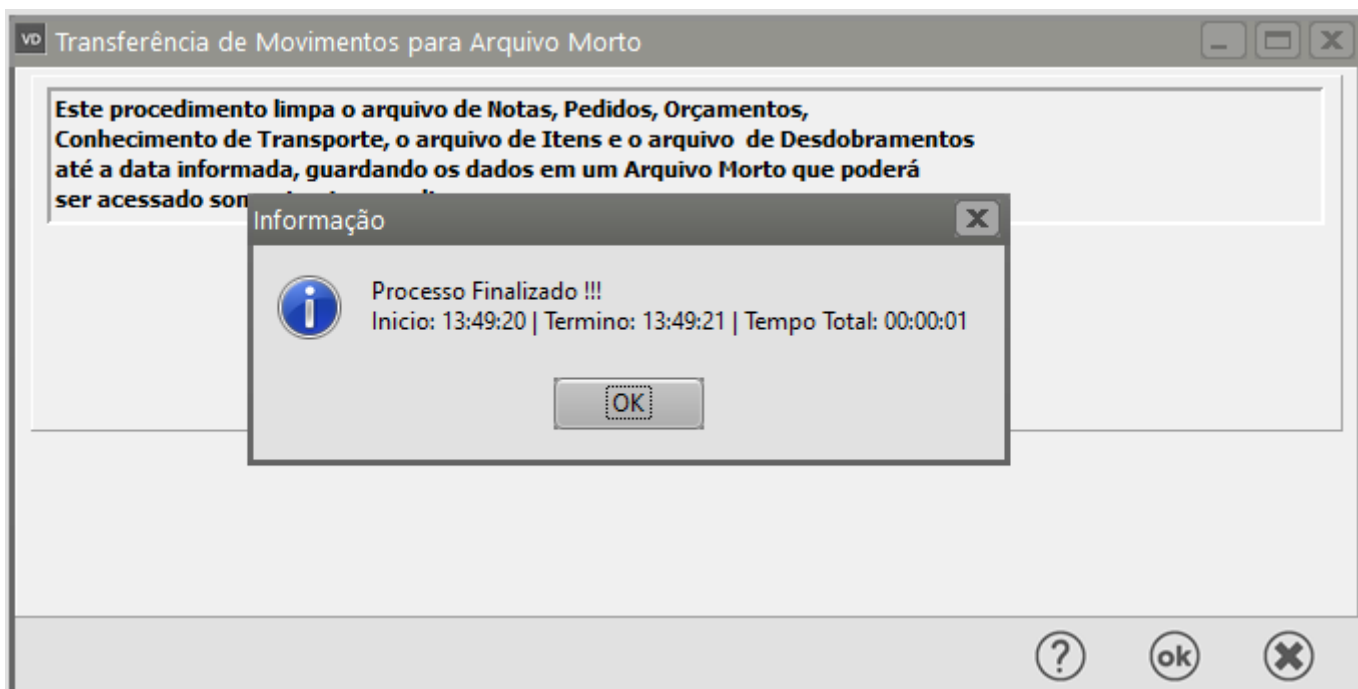 VD Transferência de Movimentos para Arquivo Morto
Este procedimento limpa o arquivo de Notas, Pedidos, Orçamentos,
Conhecimento de Transporte, o arquivo de Itens e o arquivo de Desdobramentos
até a data informada, guardando os dados em um Arquivo Morto que poderá
ser acessado
Informação
Processo Finalizado !!!
Inicio: 13:49:20 | Termino: 13:49:21 | Tempo Total: 00:00:01
OK
? ok